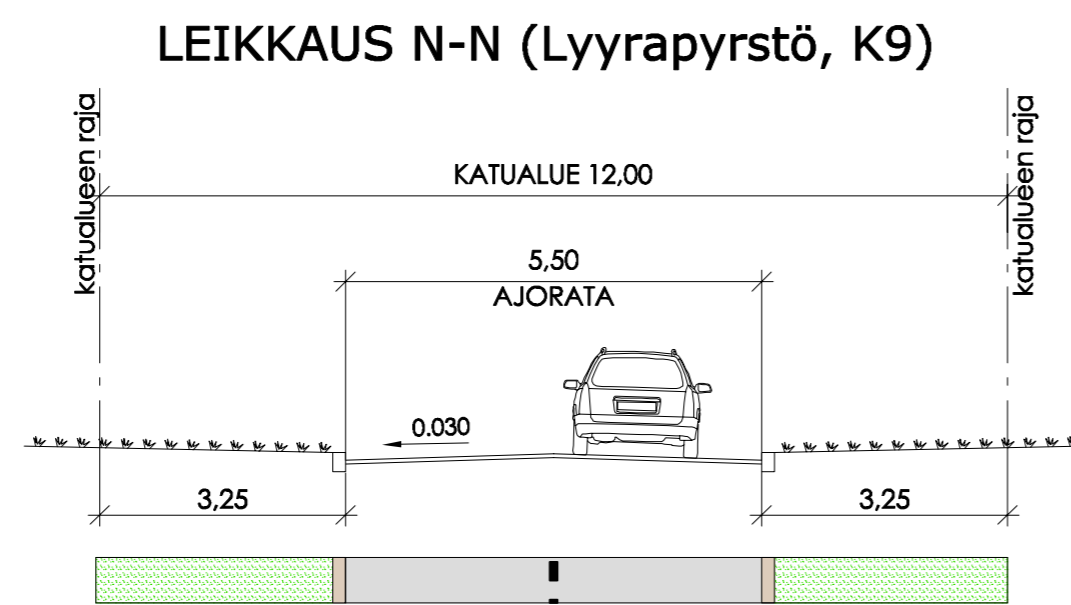 LEIKKAUS N-N (Lyyrapyrstö, K9)
katualueen raja
katualueen raja
KATUALUE 12,00
5,50
AJORATA
0.030
3,25
3,25